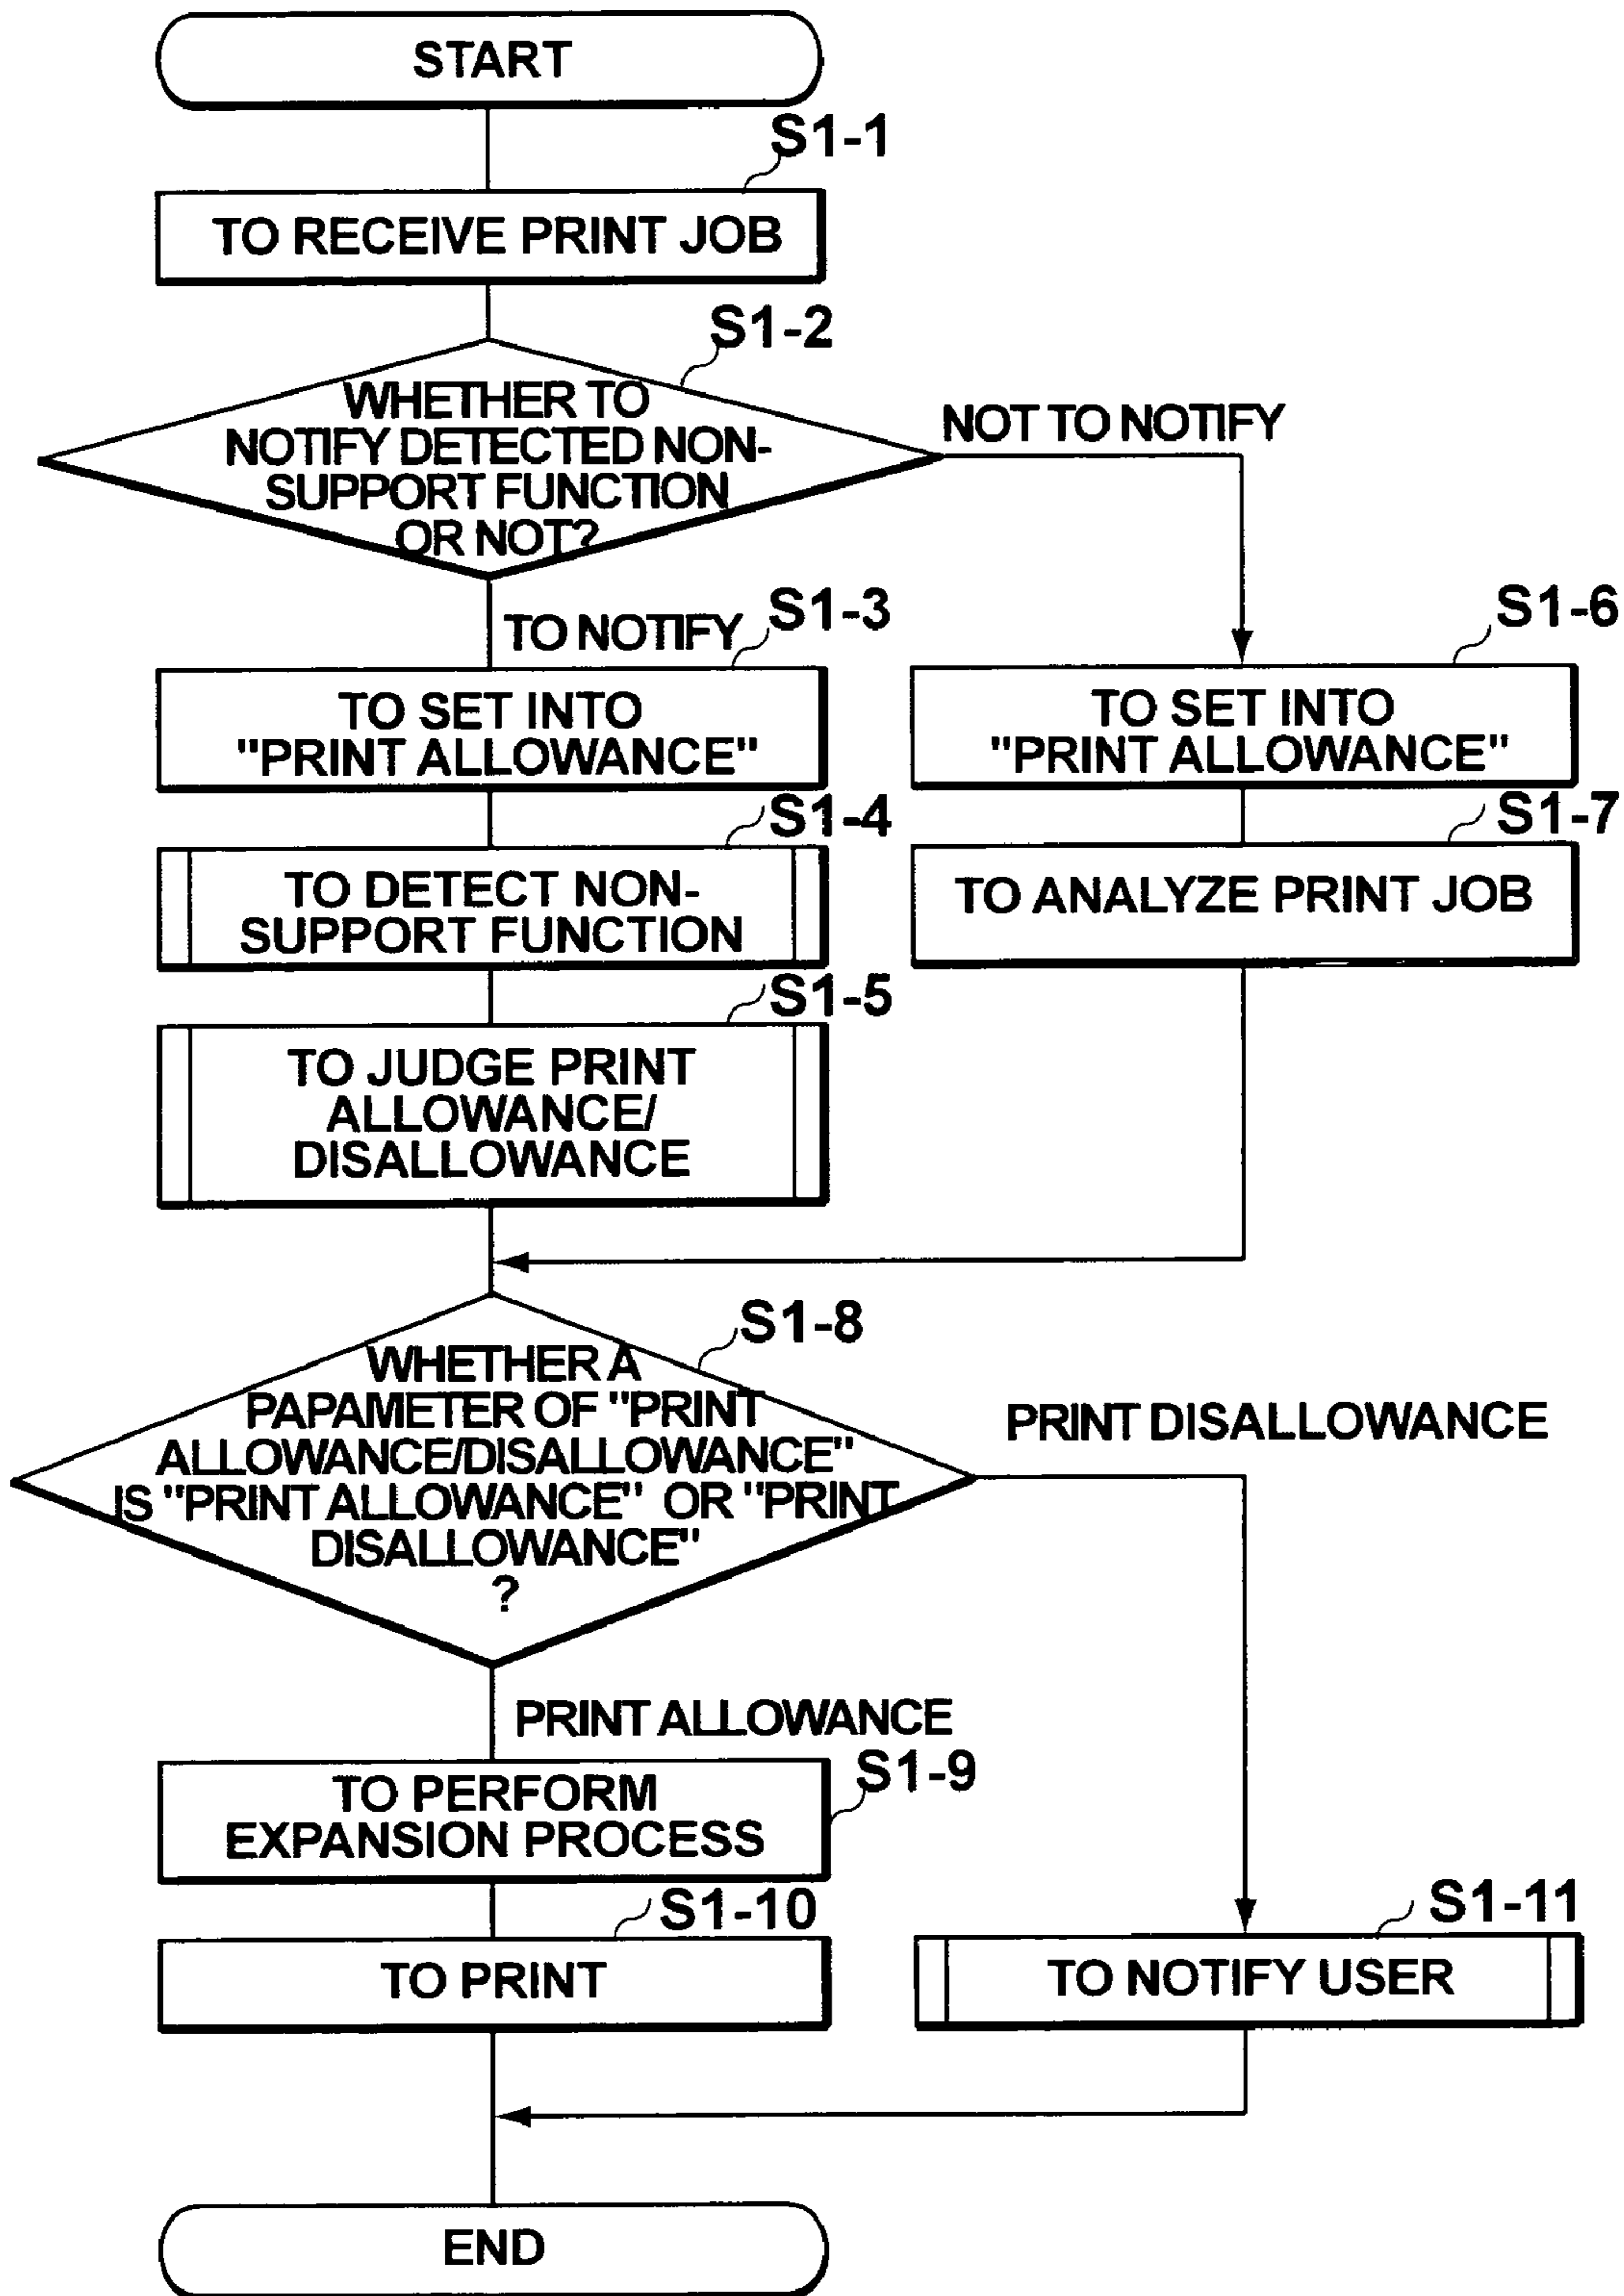 START
S1-1
TO RECEIVE PRINT JOB
S1-2
WHETHER TO
NOTIFY DETECTED NON-
SUPPORT FUNCTION
OR NOT?
NOT TO NOTIFY
TO NOTIFY
S1-3
TO SET INTO
"PRINT ALLOWANCE"
S1-6
TO SET INTO
"PRINT ALLOWANCE"
S1-4
TO DETECT NON-
SUPPORT FUNCTION
S1-7
TO ANALYZE PRINT JOB
S1-5
TO JUDGE PRINT
ALLOWANCE/
DISALLOWANCE
S1-8
WHETHER A
PAPAMETER OF "PRINT
ALLOWANCE/DISALLOWANCE"
IS "PRINT ALLOWANCE" OR "PRINT
DISALLOWANCE"
?
PRINT DISALLOWANCE
PRINT ALLOWANCE
S1-9
TO PERFORM
EXPANSION PROCESS
S1-10
TO PRINT
S1-11
TO NOTIFY USER
END